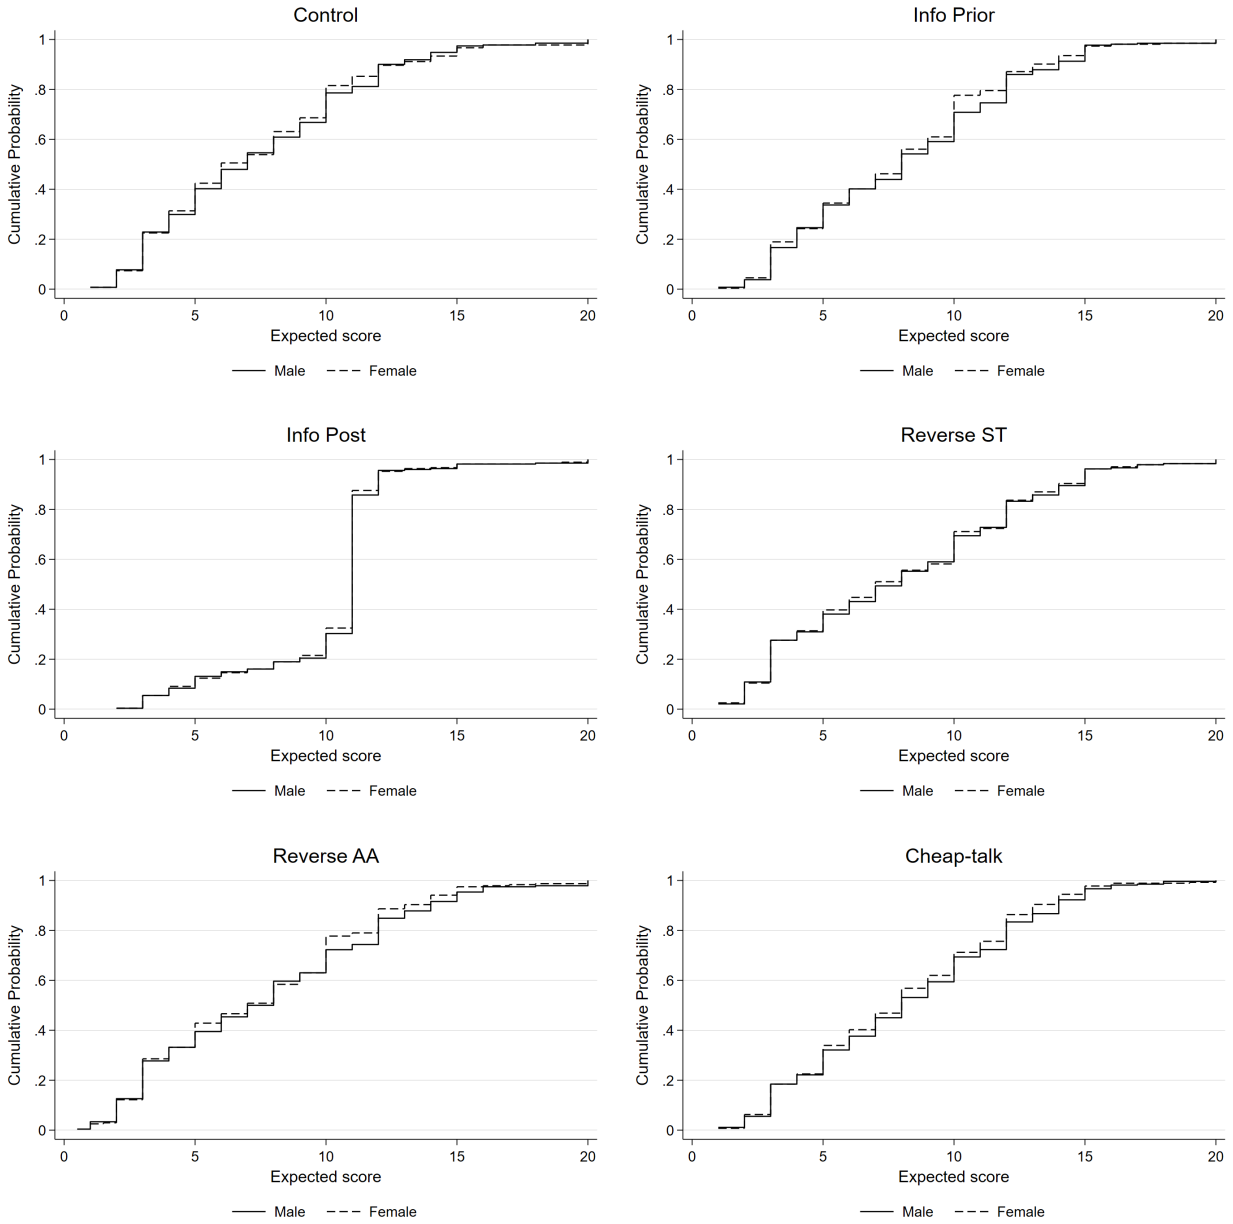 Control
Cumulative Probability
1
.8
.6
.4
.2
0
0 5 10 15 20
Expected score
Male Female
Info Prior
Cumulative Probability
1
.8
.6
.4
.2
0
0 5 10 15 20
Expected score
Male Female
Info Post
Cumulative Probability
1
.8
.6
.4
.2
0
0 5 10 15 20
Expected score
Male Female
Reverse ST
Cumulative Probability
1
.8
.6
.4
.2
0
0 5 10 15 20
Expected score
Male Female
Reverse AA
Cumulative Probability
1
.8
.6
.4
.2
0
0 5 10 15 20
Expected score
Male Female
Cheap-talk
Cumulative Probability
1
.8
.6
.4
.2
0
0 5 10 15 20
Expected score
Male Female